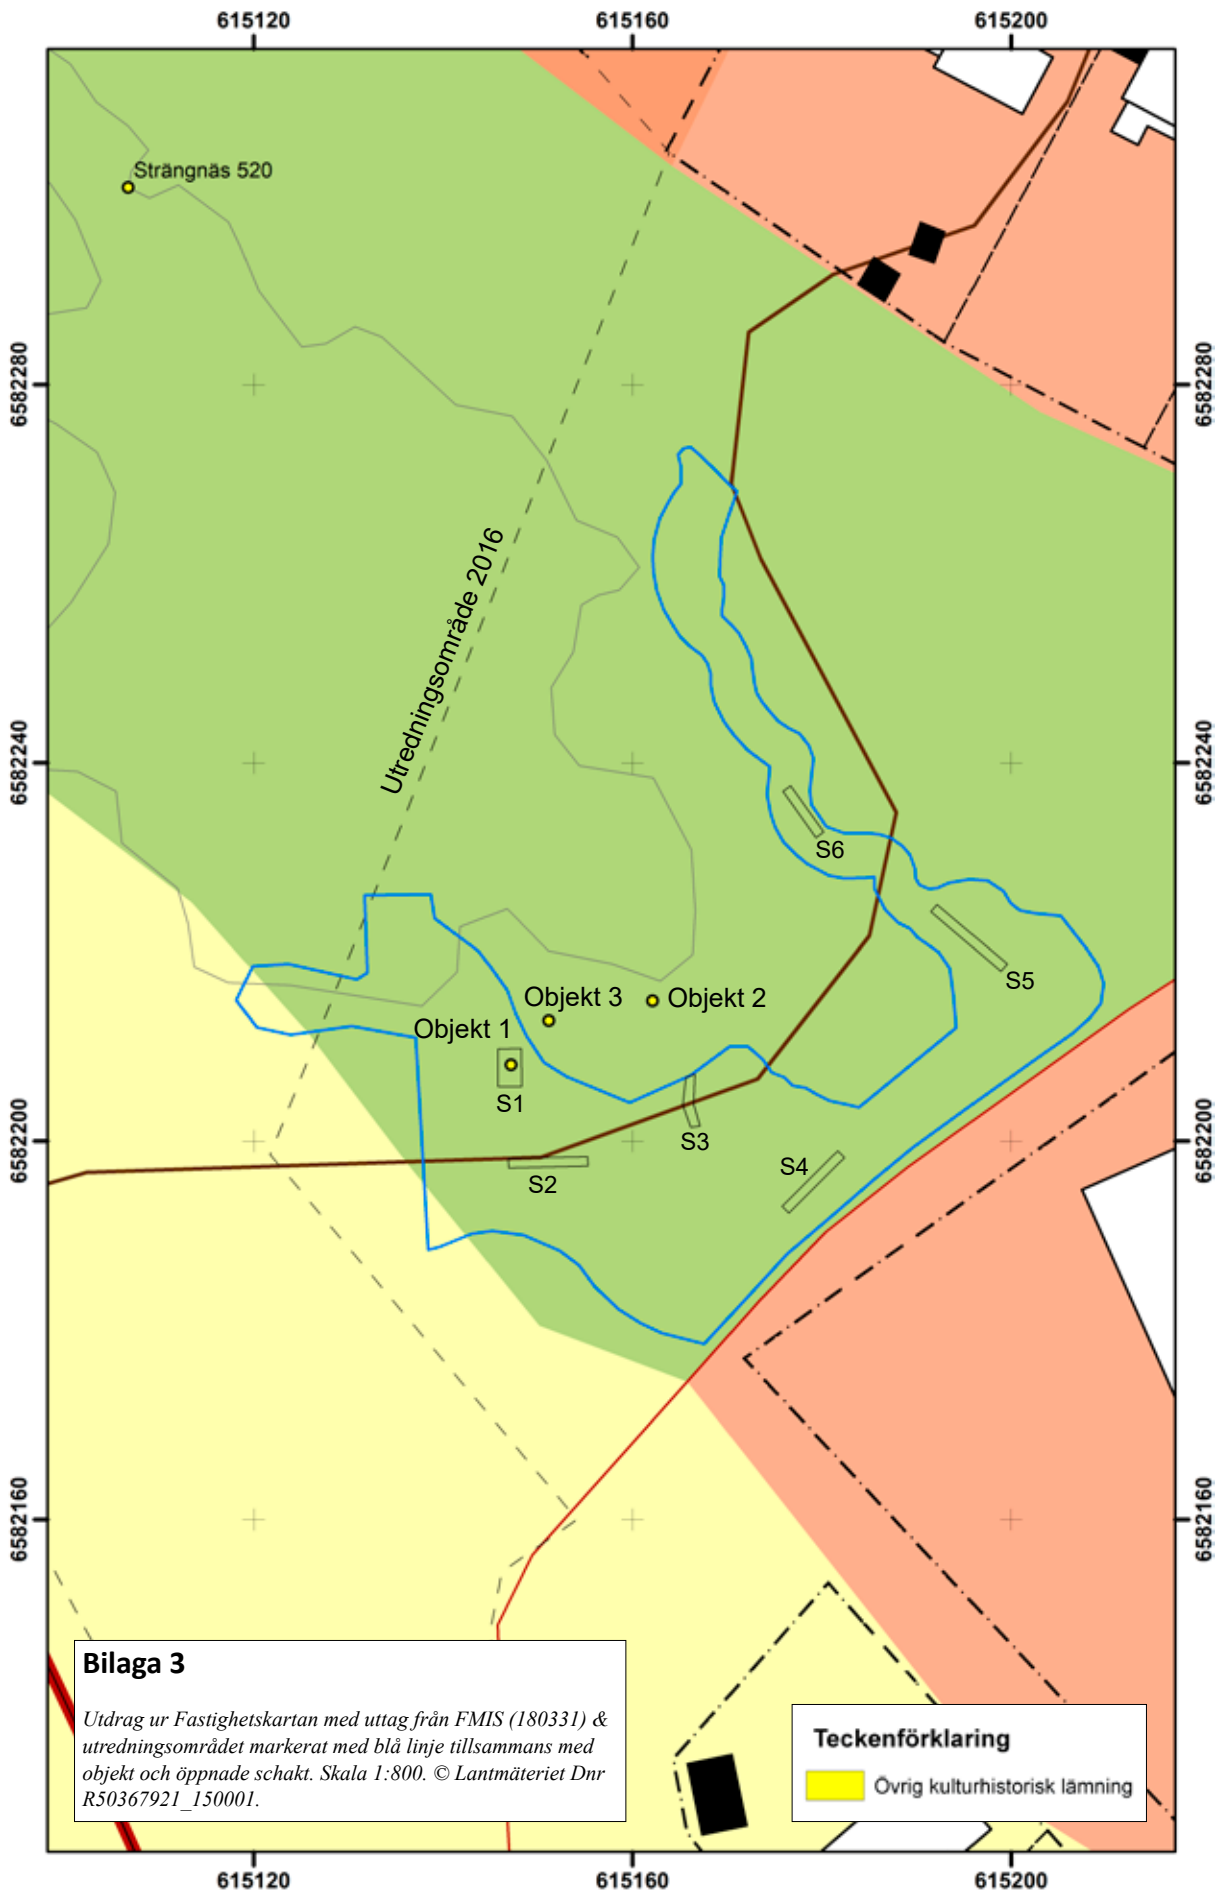 615120
615160
615200
Strängnäs 520
6582280
6582280
Utredningsområde 2016
6582240
6582240
S6
S5
Objekt 3
Objekt 2
Objekt 1
S1
S3
6582200
6582200
S4
S2
6582160
6582160
Bilaga 3
Utdrag ur Fastighetskartan med uttag från FMIS (180331) &
utredningsområdet markerat med blå linje tillsammans med
objekt och öppnade schakt. Skala 1:800. © Lantmäteriet Dnr
R50367921_150001.
Teckenförklaring
Övrig kulturhistorisk lämning
615120
615160
615200